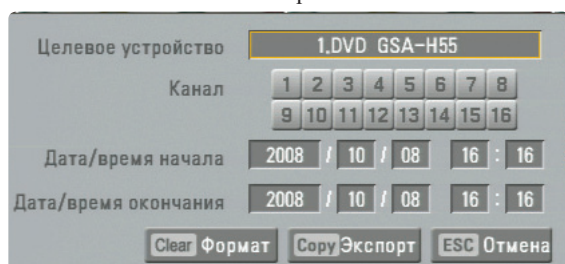 Целевое устройство 1.DVD GSA-H55
Канал 1 2 3 4 5 6 7 8
9 10 11 12 13 14 15 16
Дата/время начала 2008 / 10 / 08 16 : 16
Дата/время окончания 2008 / 10 / 08 16 : 16
Clear Формат Copy Экспорт ESC Отмена